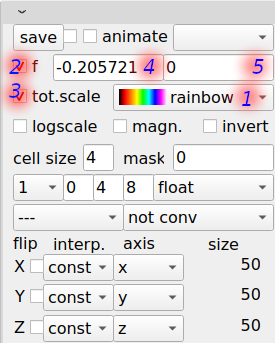 save animate
2 f -0.205721 4 0 5
3 tot.scale rainbow 1
logscale magn. invert
cell size 4 mask 0
1 0 4 8 float
--- not conv
flip interp. axis size
X const x 50
Y const y 50
Z const z 50